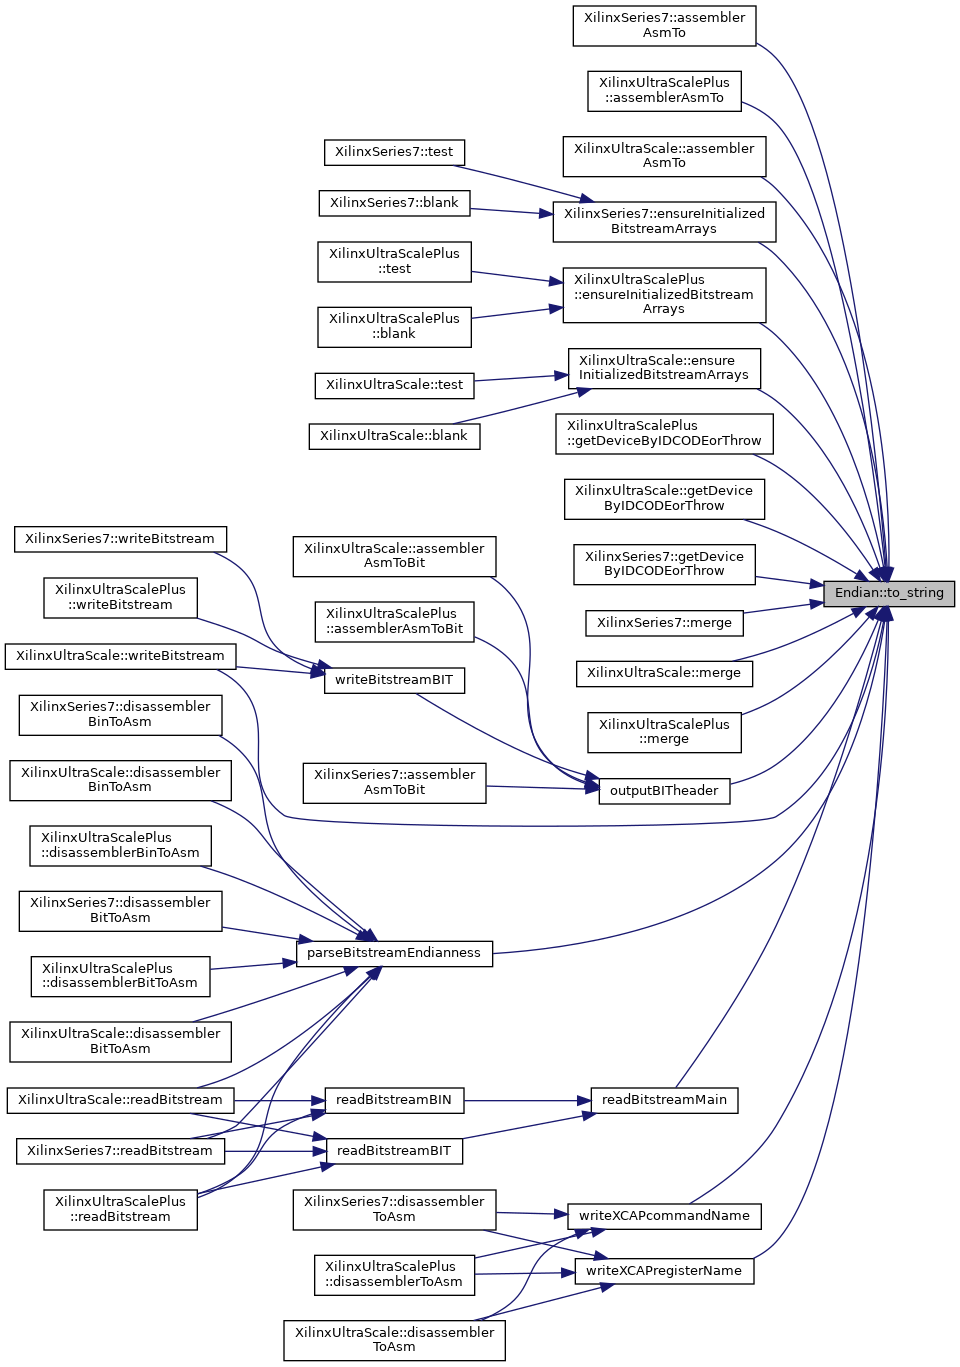 XilinxSeries7::assembler
AsmTo
XilinxUltraScalePlus
::assemblerAsmTo
XilinxUltraScale::assembler
AsmTo
XilinxSeries7::test
XilinxSeries7::blank
XilinxSeries7::ensureInitialized
BitstreamArrays
XilinxUltraScalePlus
::test
XilinxUltraScalePlus
::ensureInitializedBitstream
Arrays
XilinxUltraScalePlus
::blank
XilinxUltraScale::ensure
InitializedBitstreamArrays
XilinxUltraScale::test
XilinxUltraScale::blank
XilinxUltraScalePlus
::getDeviceByIDCODEorThrow
XilinxUltraScale::getDevice
ByIDCODEorThrow
XilinxSeries7::writeBitstream
XilinxUltraScale::assembler
AsmToBit
XilinxSeries7::getDevice
ByIDCODEorThrow
Endian::to_string
XilinxUltraScalePlus
::writeBitstream
XilinxUltraScalePlus
::assemblerAsmToBit
XilinxSeries7::merge
XilinxUltraScale::writeBitstream
writeBitstreamBIT
XilinxUltraScale::merge
XilinxSeries7::disassembler
BinToAsm
XilinxUltraScalePlus
::merge
XilinxUltraScale::disassembler
BinToAsm
XilinxSeries7::assembler
AsmToBit
outputBITheader
XilinxUltraScalePlus
::disassemblerBinToAsm
XilinxSeries7::disassembler
BitToAsm
parseBitstreamEndianness
XilinxUltraScalePlus
::disassemblerBitToAsm
XilinxUltraScale::disassembler
BitToAsm
XilinxUltraScale::readBitstream
readBitstreamBIN
readBitstreamMain
XilinxSeries7::readBitstream
readBitstreamBIT
XilinxUltraScalePlus
::readBitstream
XilinxSeries7::disassembler
ToAsm
writeXCAPcommandName
XilinxUltraScalePlus
::disassemblerToAsm
writeXCAPregisterName
XilinxUltraScale::disassembler
ToAsm